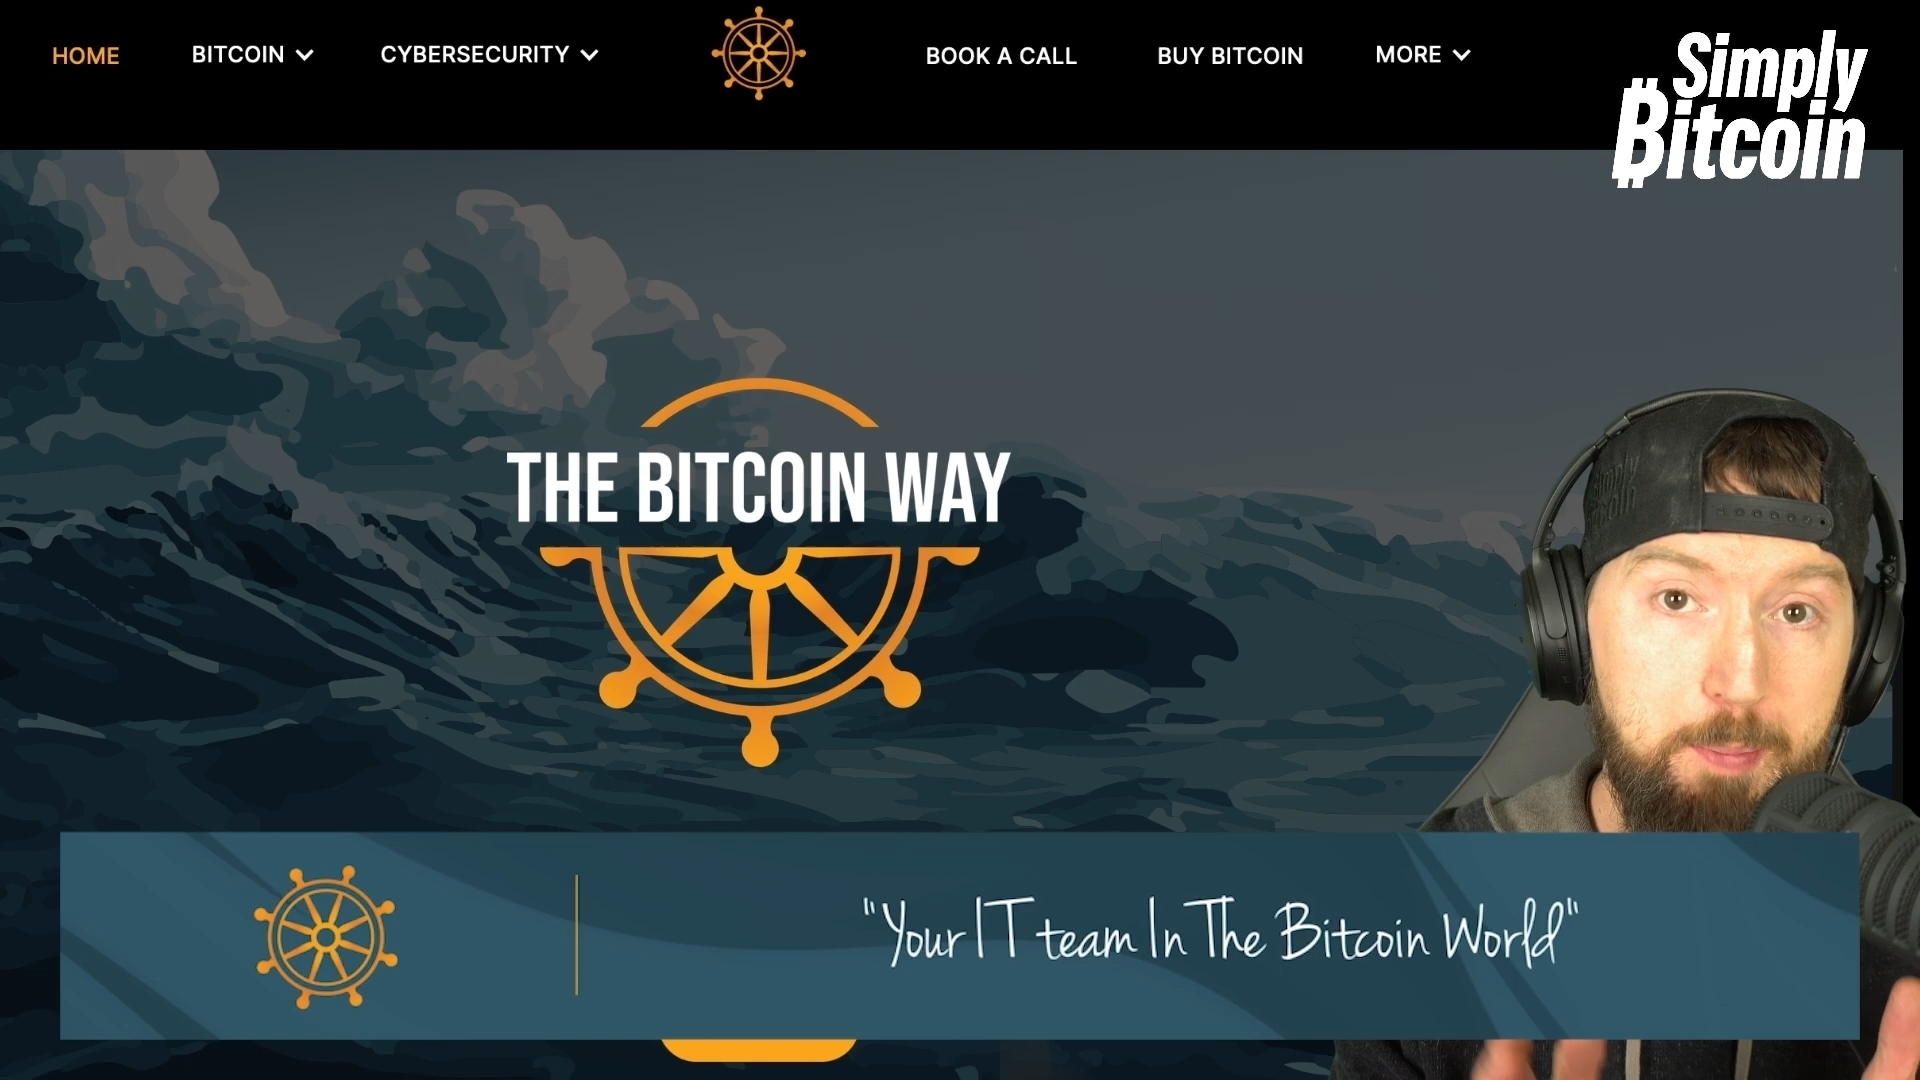 HOME
BITCOIN
CYBERSECURITY
BOOK A CALL
BUY BITCOIN
MORE
Simply
Bitcoin
THE BITCOIN WAY
"Your IT team In The Bitcoin World"